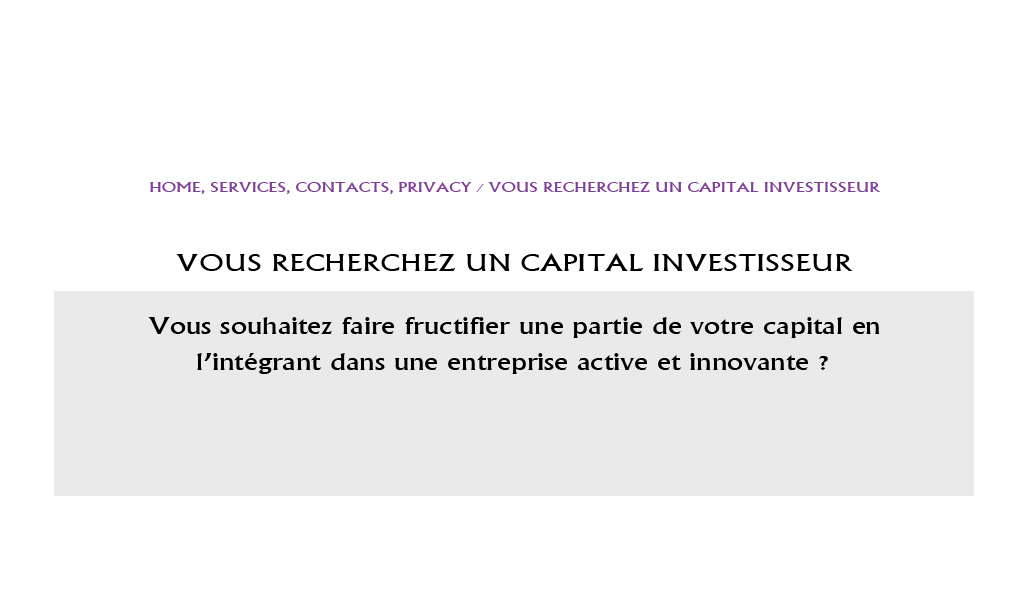 HOME, SERVICES, CONTACTS, PRIVACY / VOUS RECHERCHEZ UN CAPITAL INVESTISSEUR
VOUS RECHERCHEZ UN CAPITAL INVESTISSEUR
Vous souhaitez faire fructifier une partie de votre capital en
l’intégrant dans une entreprise active et innovante ?